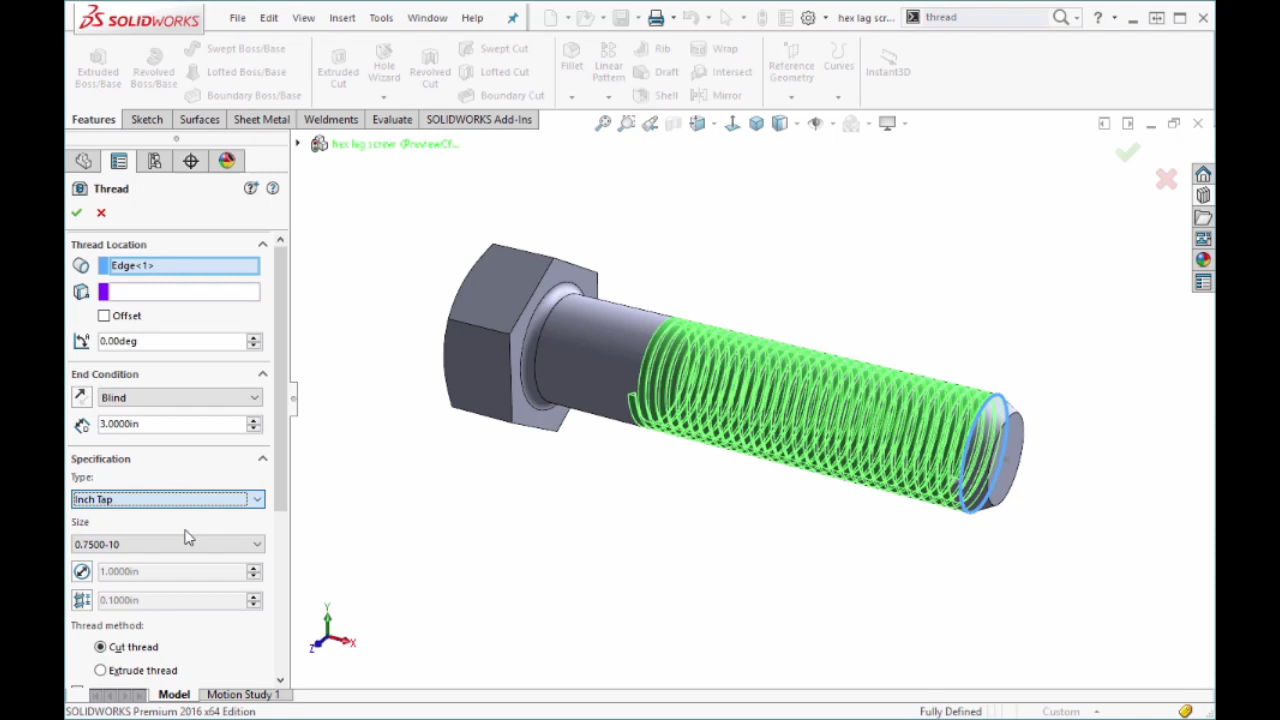 SOLIDWORKS File Edit View Insert Tools Window Help hex lag scr... thread
Extruded Boss/Base
Revolved Boss/Base
Swept Boss/Base
Lofted Boss/Base
Boundary Boss/Base
Extruded Cut
Hole Wizard
Revolved Cut
Swept Cut
Lofted Cut
Boundary Cut
Fillet
Linear Pattern
Rib
Draft
Shell
Wrap
Intersect
Mirror
Reference Geometry
Curves
Instant3D
Features Sketch Surfaces Sheet Metal Weldments Evaluate SOLIDWORKS Add-Ins
hex lag screw (PreviewCf...
Thread
Thread Location
Edge<1>
Offset
0.00deg
End Condition
Blind
3.0000in
Specification
Type:
Inch Tap
Size
0.7500-10
1.0000in
0.1000in
Thread method:
Cut thread
Extrude thread
Y
X
Z
Model Motion Study 1
SOLIDWORKS Premium 2016 x64 Edition Fully Defined Custom